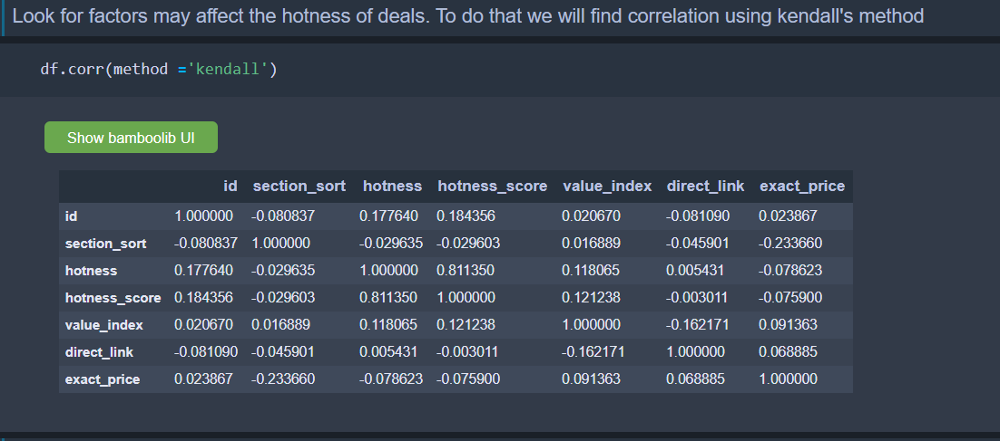 Look for factors may affect the hotness of deals. To do that we will find correlation using kendall's method
df.corr(method ='kendall')
Show bamboolib UI
id section_sort hotness hotness_score value_index direct_link exact_price
id 1.000000 -0.080837 0.177640 0.184356 0.020670 -0.081090 0.023867
section_sort -0.080837 1.000000 -0.029635 -0.029603 0.016889 -0.045901 -0.233660
hotness 0.177640 -0.029635 1.000000 0.811350 0.118065 0.005431 -0.078623
hotness_score 0.184356 -0.029603 0.811350 1.000000 0.121238 -0.003011 -0.075900
value_index 0.020670 0.016889 0.118065 0.121238 1.000000 -0.162171 0.091363
direct_link -0.081090 -0.045901 0.005431 -0.003011 -0.162171 1.000000 0.068885
exact_price 0.023867 -0.233660 -0.078623 -0.075900 0.091363 0.068885 1.000000